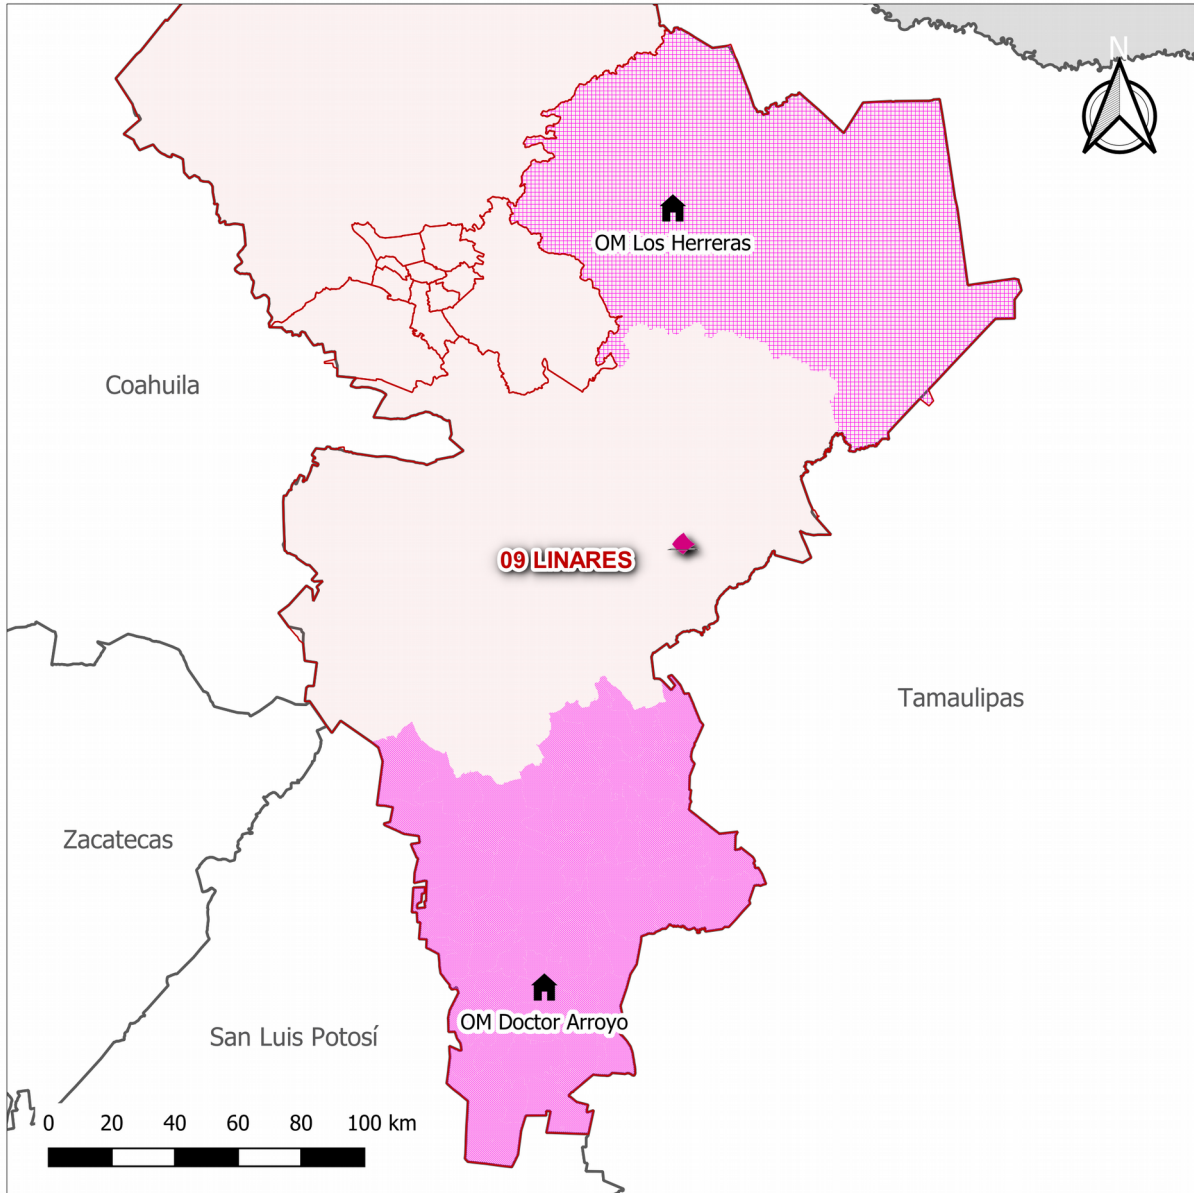 N
OM Los Herreras
Coahuila
09 LINARES
Tamaulipas
Zacatecas
OM Doctor Arroyo
San Luis Potosí
0 20 40 60 80 100 km